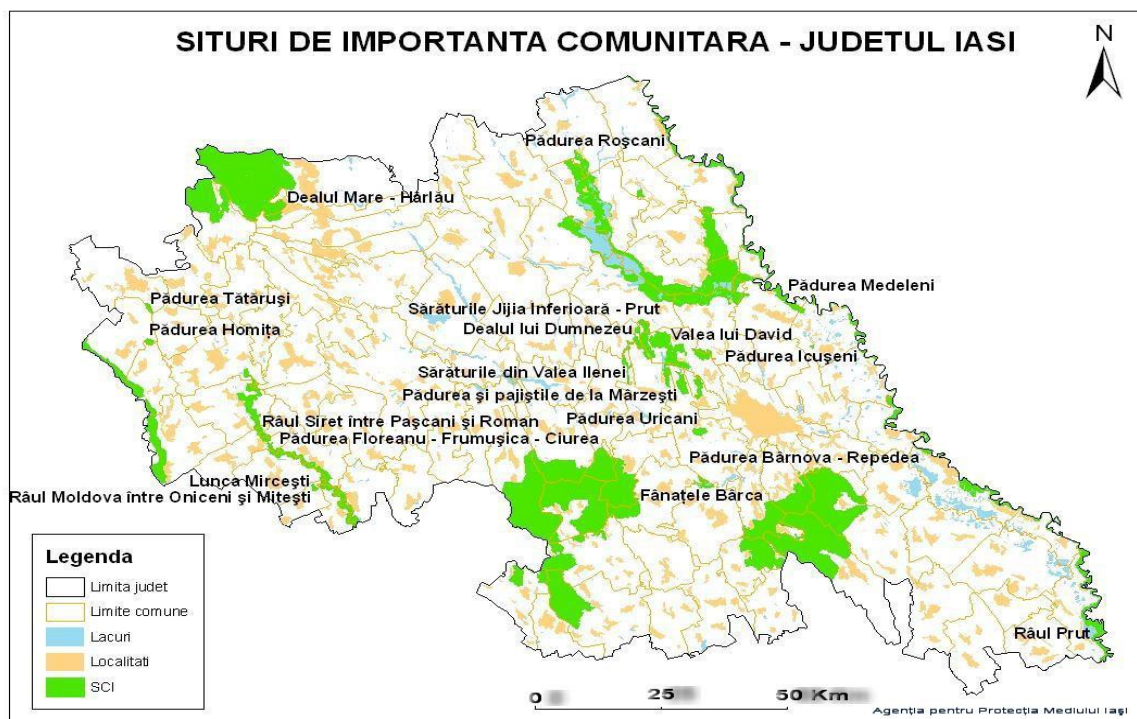 SITURI DE IMPORTANTA COMUNITARA - JUDETUL IASI
N
Pădurea Roşcani
Dealul Mare - Hârlău
Pădurea Medeleni
Pădurea Tătăruşi
Sărăturile Jijia Inferioară - Prut
Pădurea Homiţa
Dealul lui Dumnezeu
Valea lui David
Pădurea Icuşeni
Sărăturile din Valea Ilenei
Pădurea şi pajiştile de la Mârzeşti
Râul Siret între Paşcani şi Roman
Pădurea Uricani
Pădurea Floreanu - Frumuşica - Ciurea
Pădurea Bârnova - Repedea
Lunca Mirceşti
Râul Moldova între Oniceni şi Miteşti
Fânaţele Bârca
Râul Prut
Legenda
Limita judet
Limite comune
Lacuri
Localitati
SCI
0 25 50 Km
Agenţia pentru Protecţia Mediului Iaşi